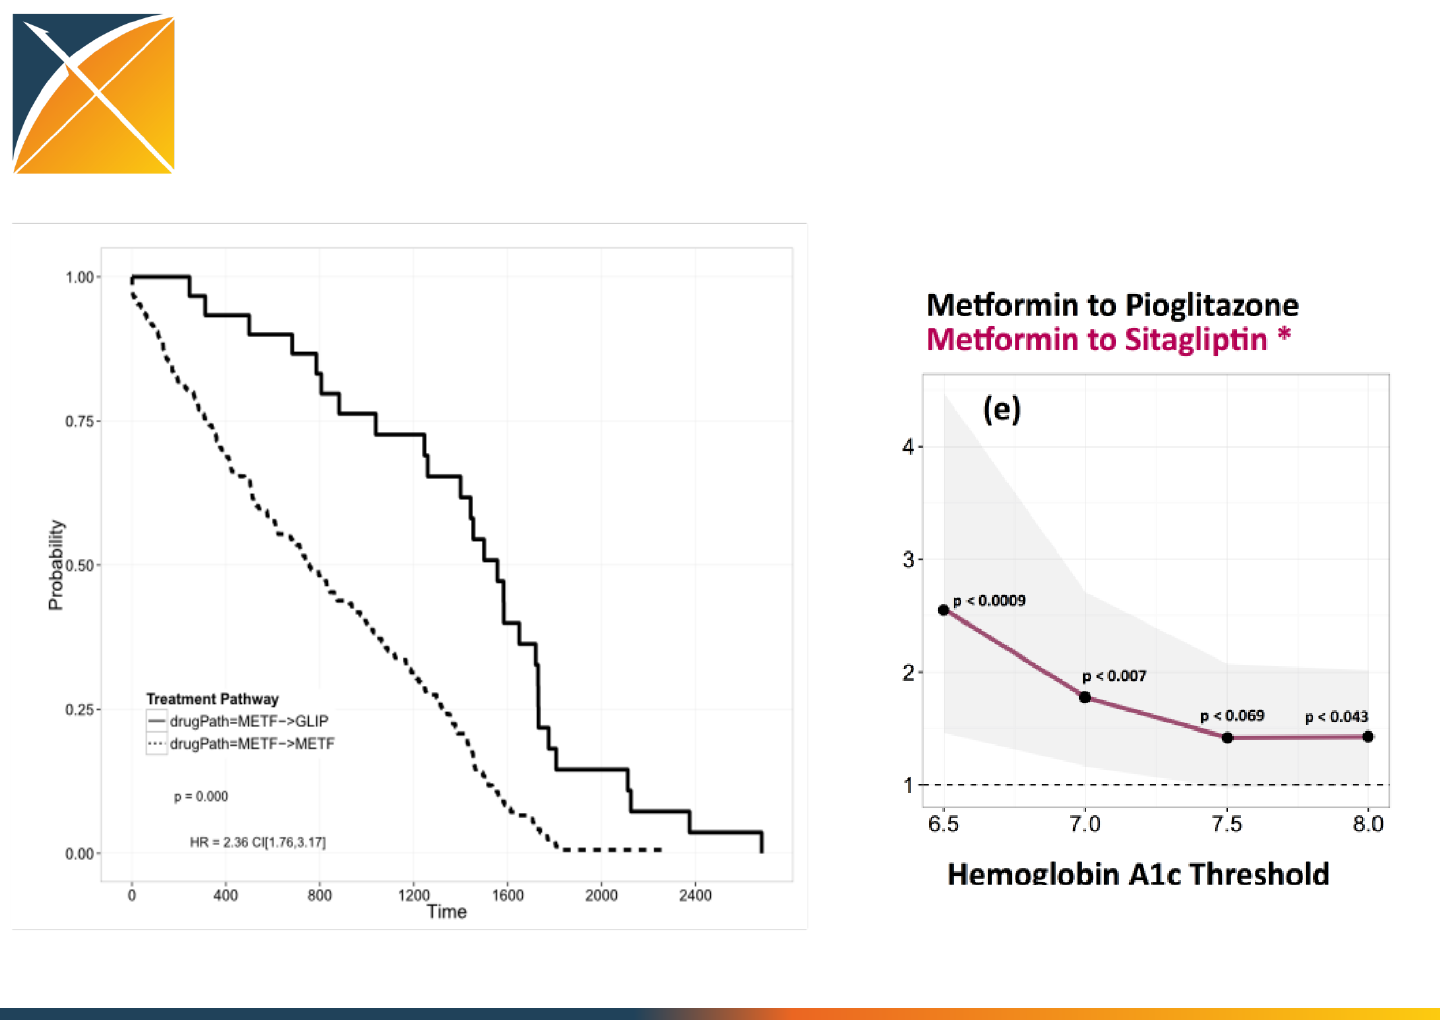 1.00
0.75
0.50
0.25
0.00
Probability
Treatment Pathway
drugPath=METF->GLIP
drugPath=METF->METF
p = 0.000
HR = 2.36 CI[1.76,3.17]
0 400 800 1200 1600 2000 2400
Time
Metformin to Pioglitazone
Metformin to Sitagliptin *
(e)
4
3
2
1
p < 0.0009
p < 0.007
p < 0.069
p < 0.043
6.5 7.0 7.5 8.0
Hemoglobin A1c Threshold